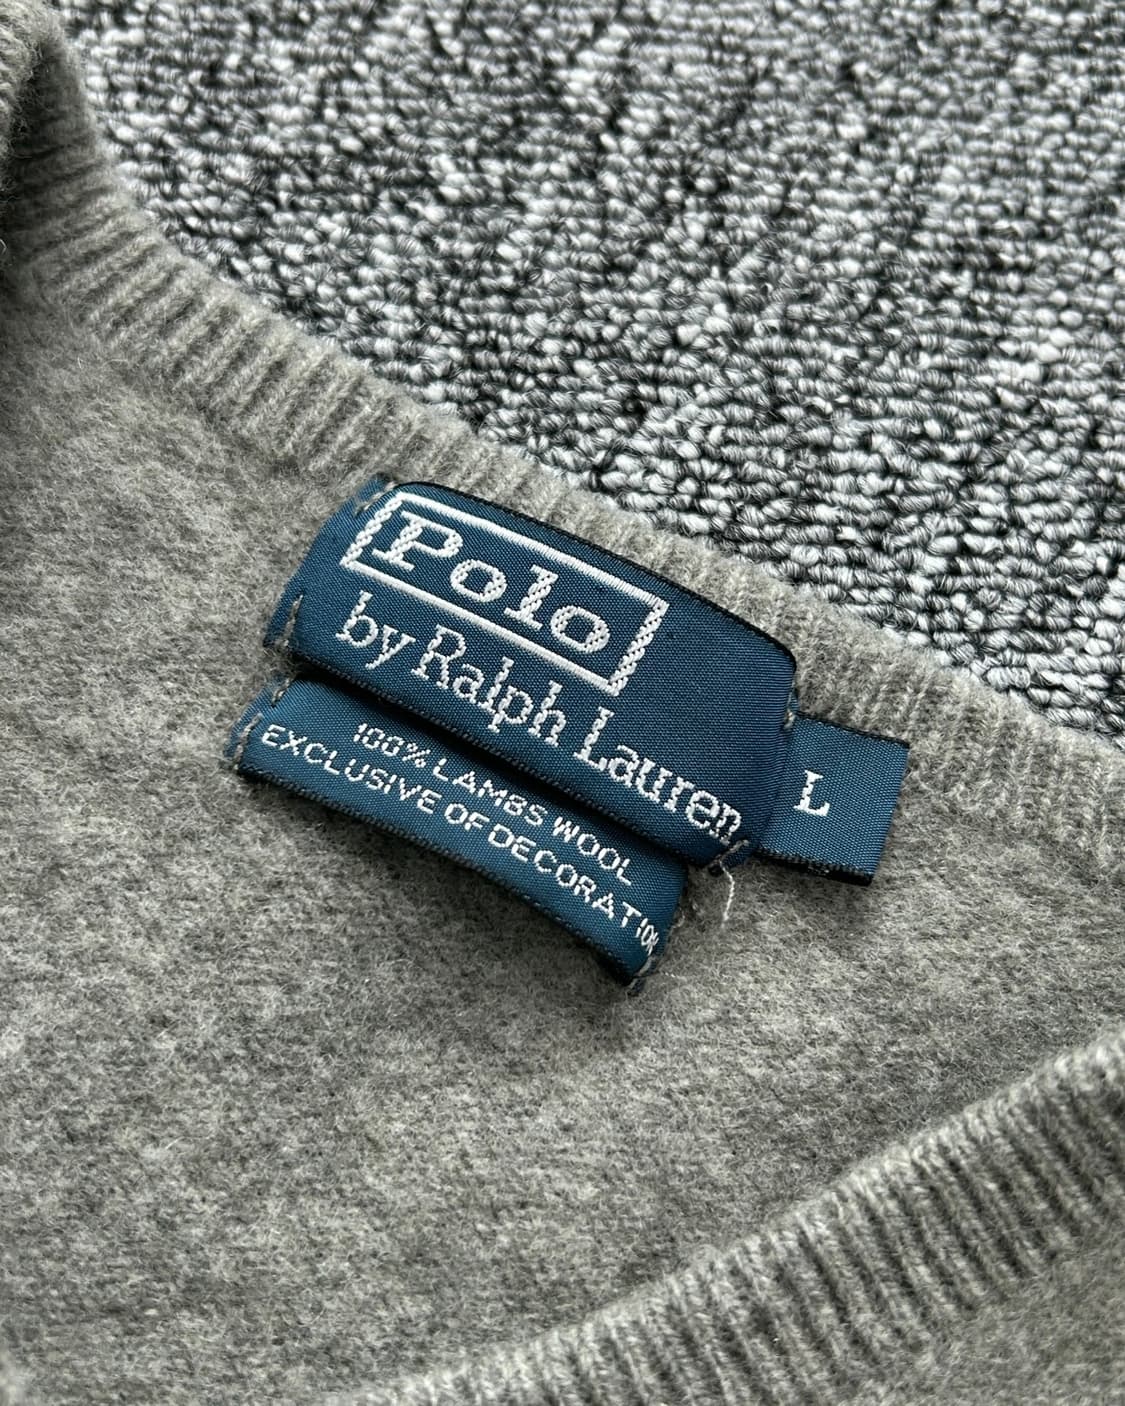 Polo
by Ralph Lauren
L
100% LAMBS WOOL
EXCLUSIVE OF DECORATION